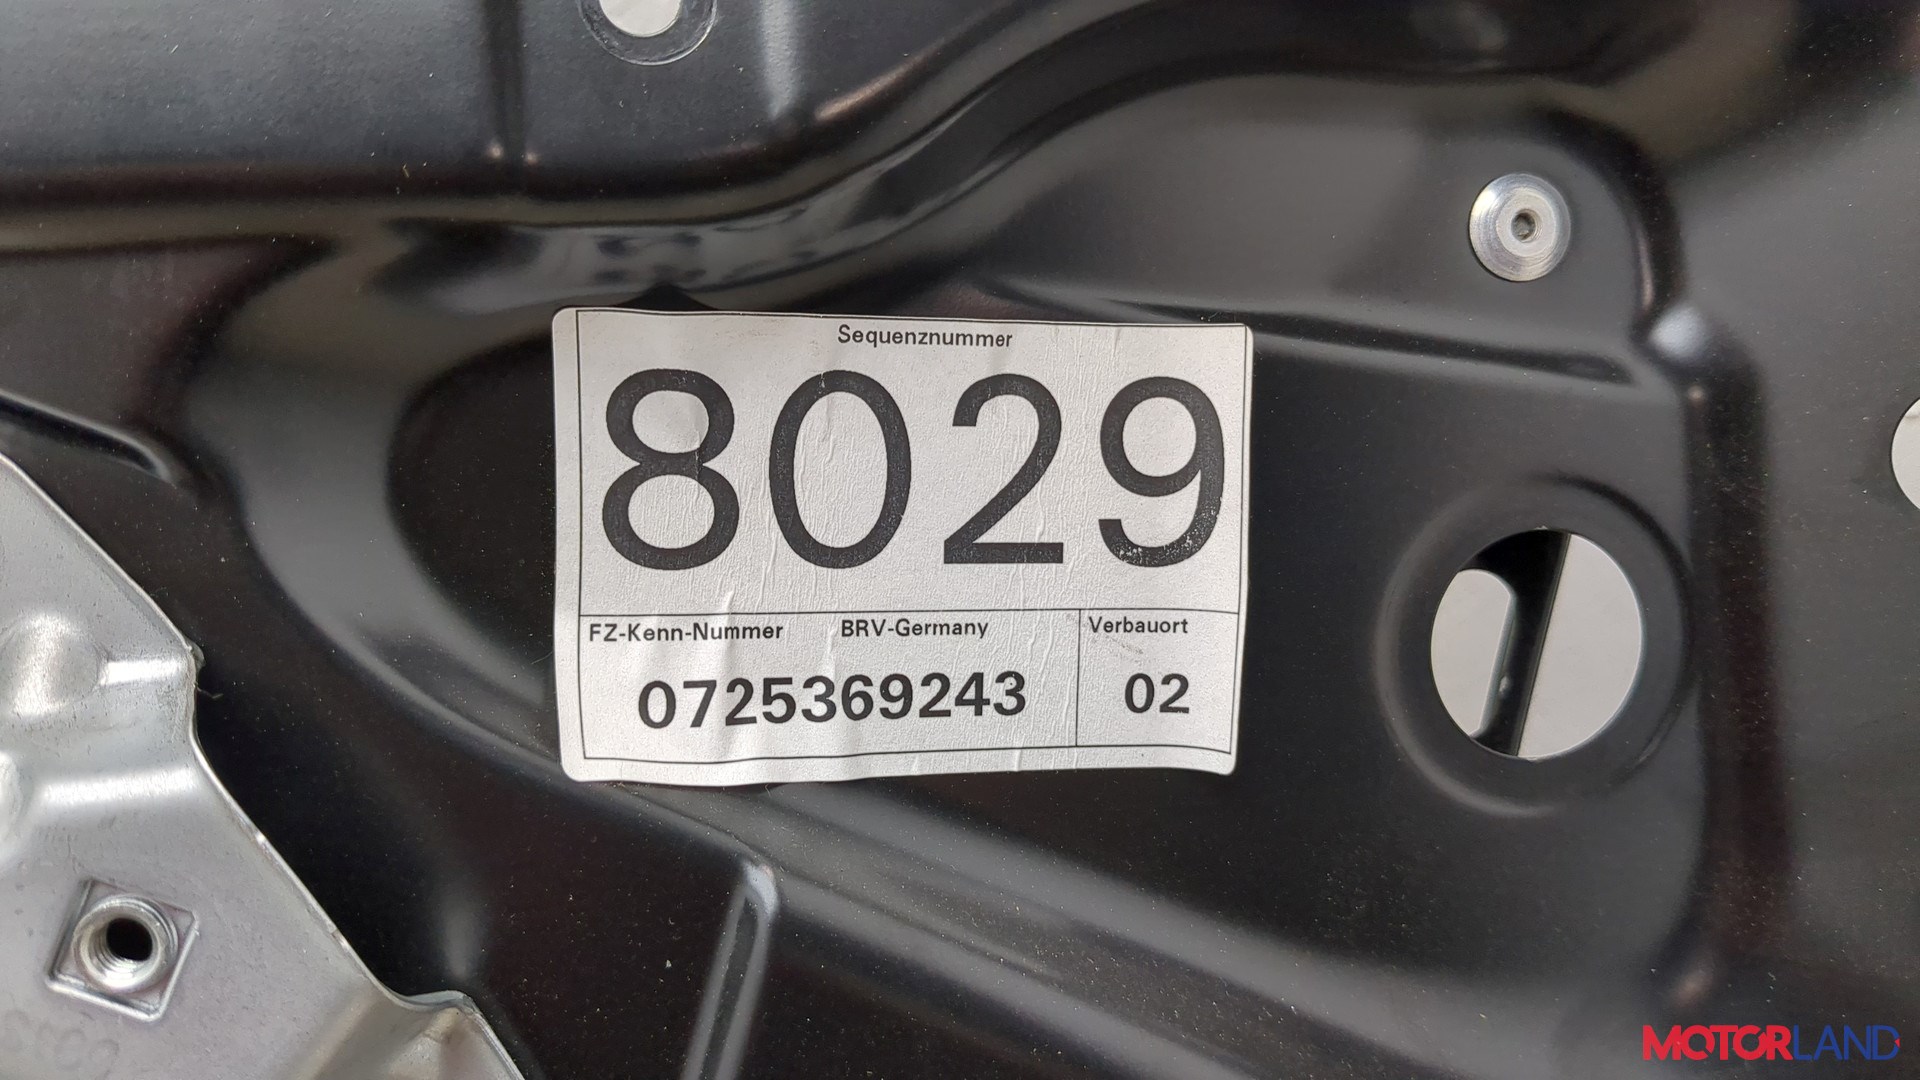 Sequenznummer
8029
FZ-Kenn-Nummer BRV-Germany Verbauort
0725369243 02
MOTORLAND